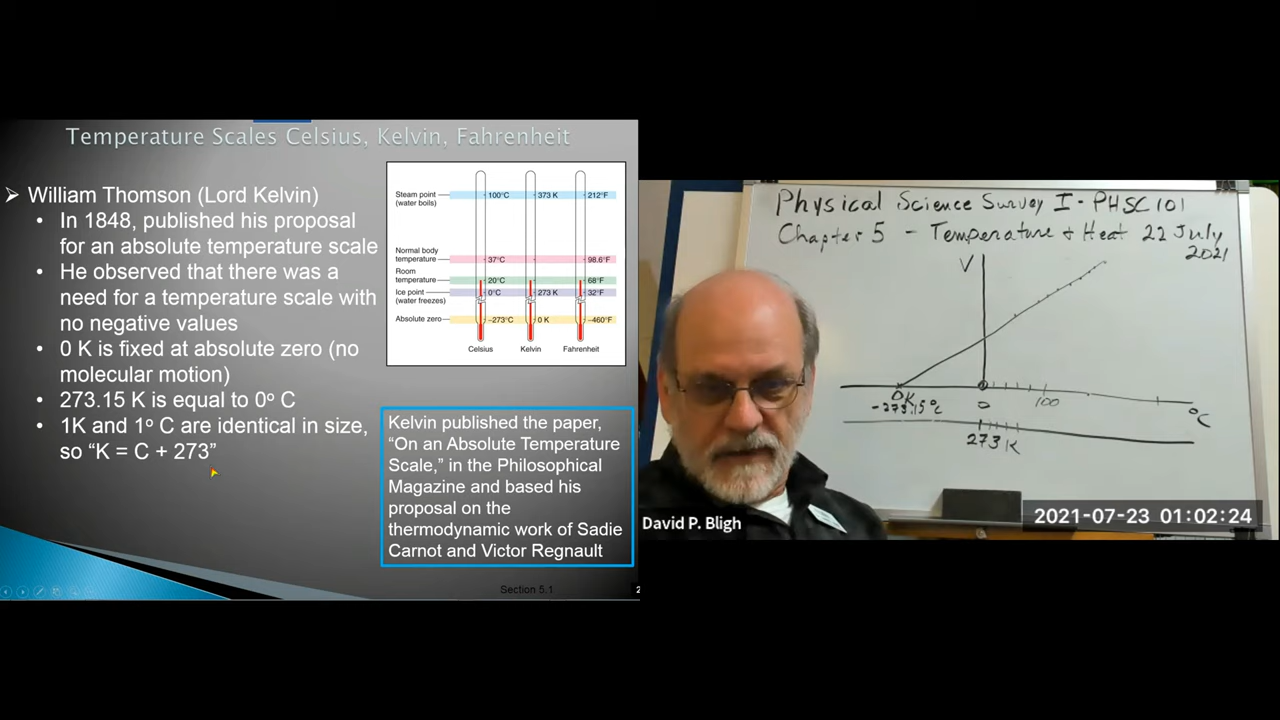 Temperature Scales Celsius, Kelvin, Fahrenheit
William Thomson (Lord Kelvin)
In 1848, published his proposal
for an absolute temperature scale
He observed that there was a
need for a temperature scale with
no negative values
0 K is fixed at absolute zero (no
molecular motion)
273.15 K is equal to 0º C
1K and 1º C are identical in size,
so “K = C + 273”
Steam point
(water boils)
100°C 373 K 212°F
Normal body
temperature
37°C 98.6°F
Room
temperature
20°C 68°F
Ice point
(water freezes)
0°C 273 K 32°F
Absolute zero
–273°C 0 K –460°F
Celsius Kelvin Fahrenheit
Kelvin published the paper,
“On an Absolute Temperature
Scale,” in the Philosophical
Magazine and based his
proposal on the
thermodynamic work of Sadie
Carnot and Victor Regnault
Section 5.1
2
Physical Science Survey I - PHSC 101
Chapter 5 - Temperature + Heat 22 July
2021
V
0K 0 100 °C
-273.15°C
273 K
David P. Bligh
2021-07-23 01:02:24